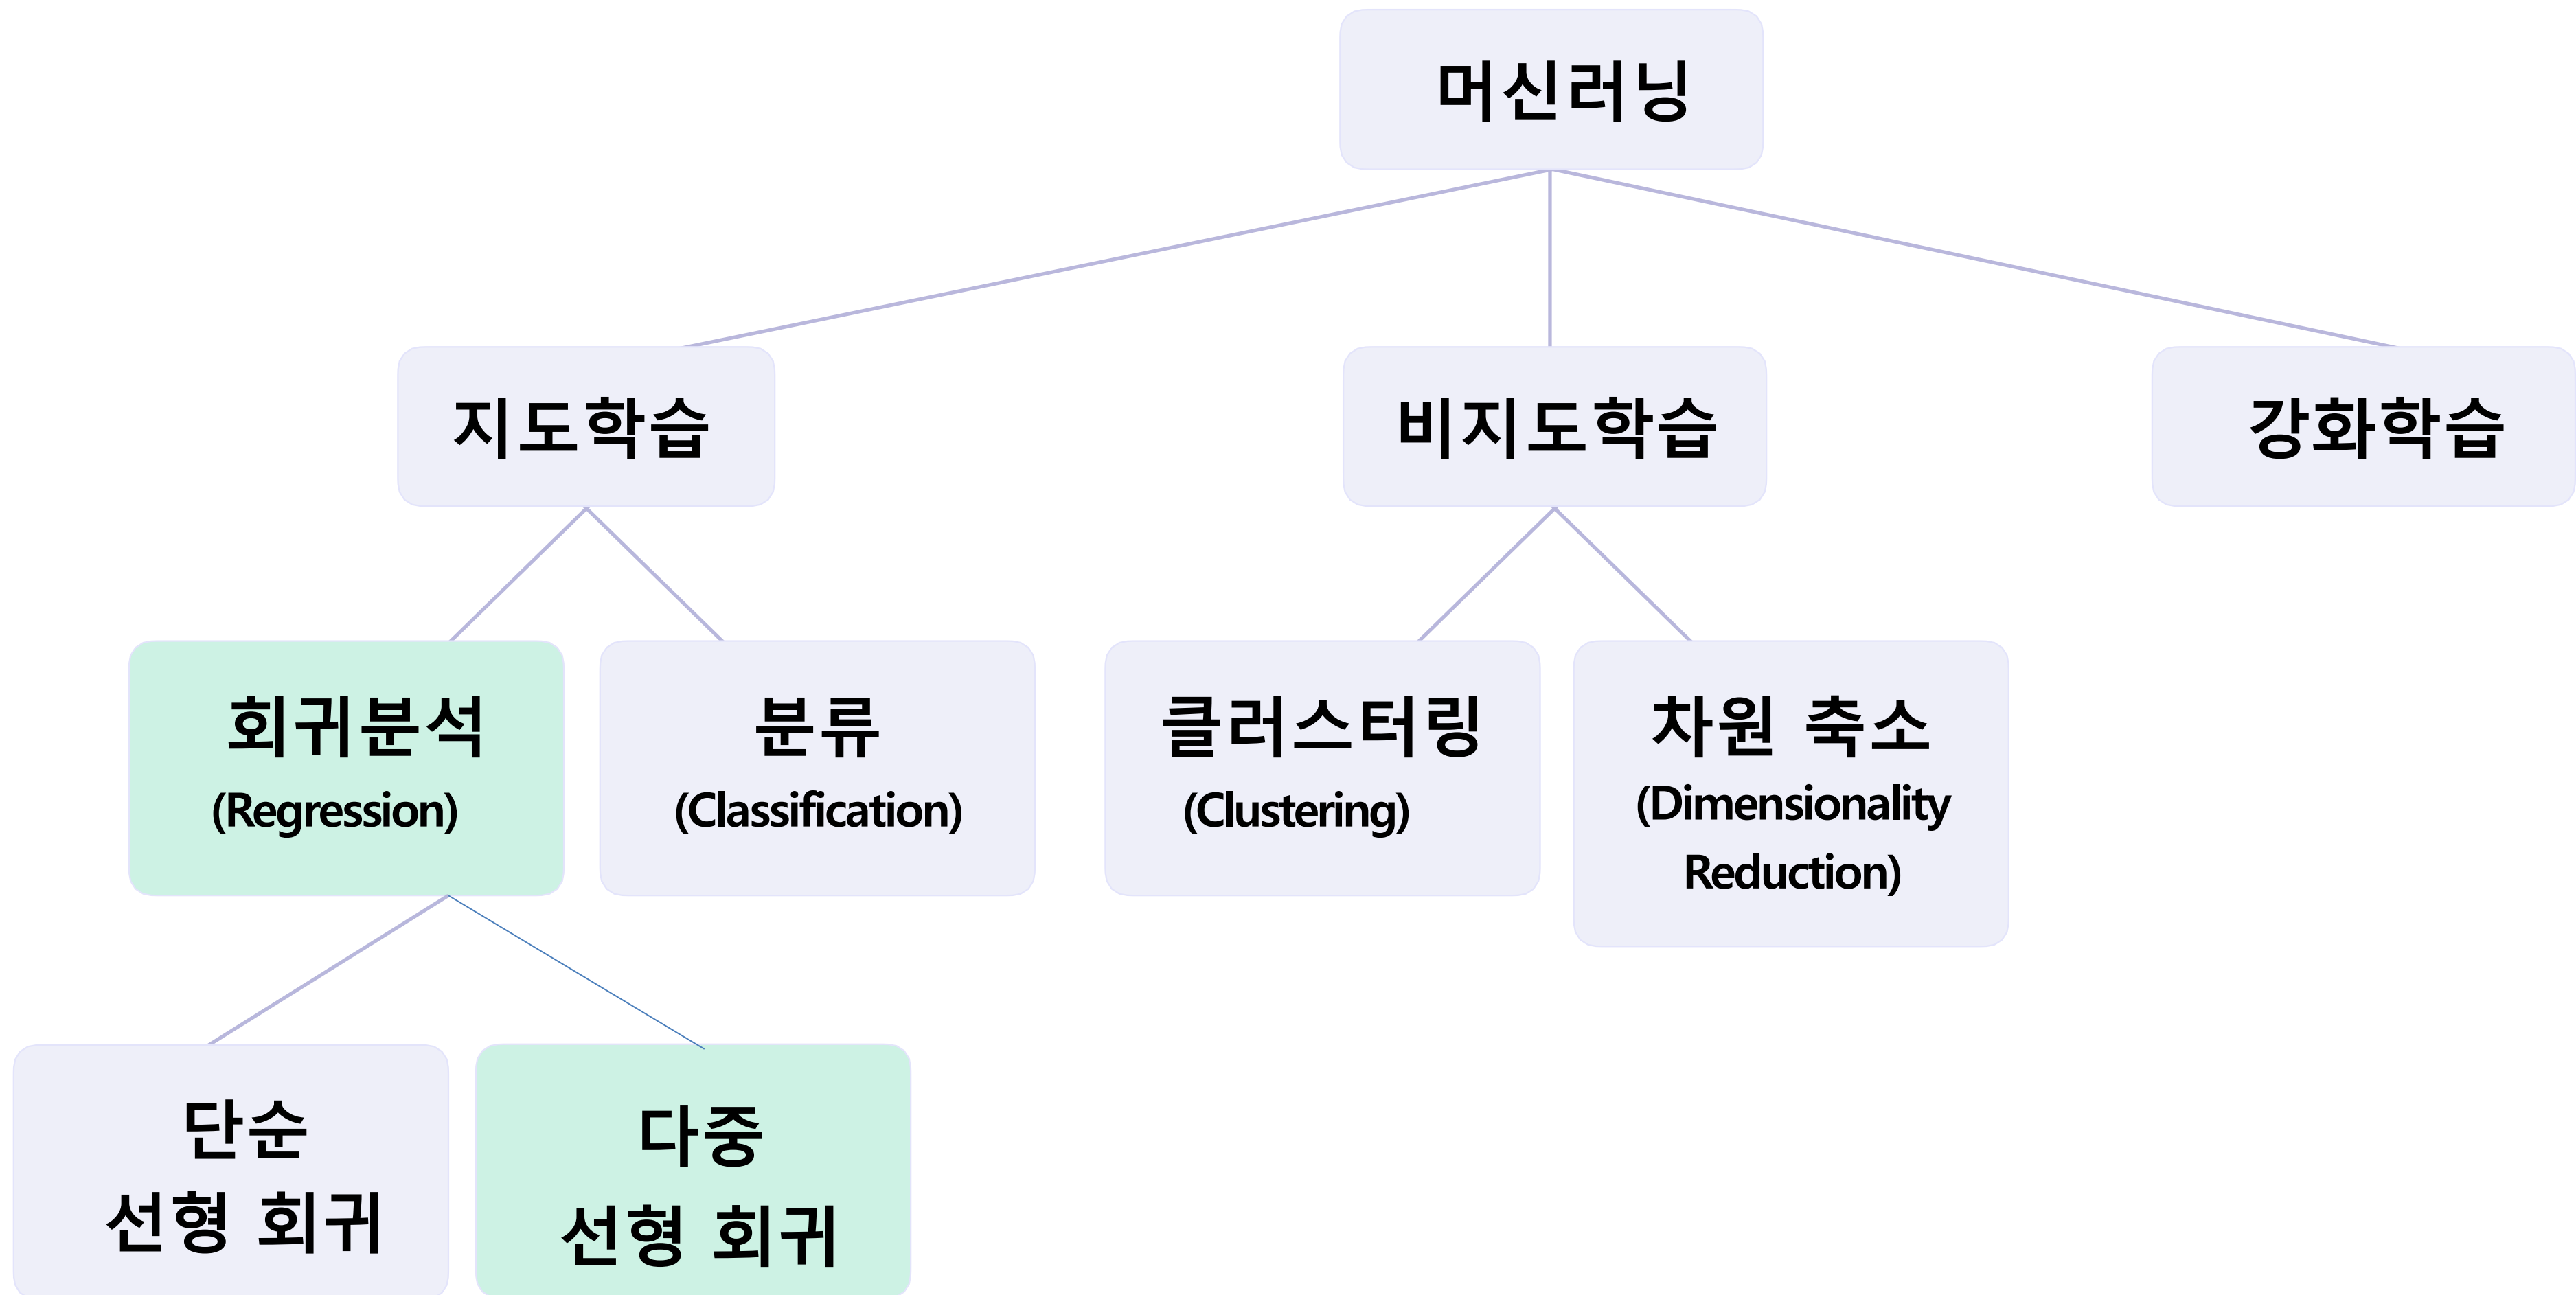 머신러닝
지도학습
비지도학습
강화학습
회귀분석
(Regression)
분류
(Classification)
클러스터링
(Clustering)
차원 축소
(Dimensionality
Reduction)
단순
선형 회귀
다중
선형 회귀